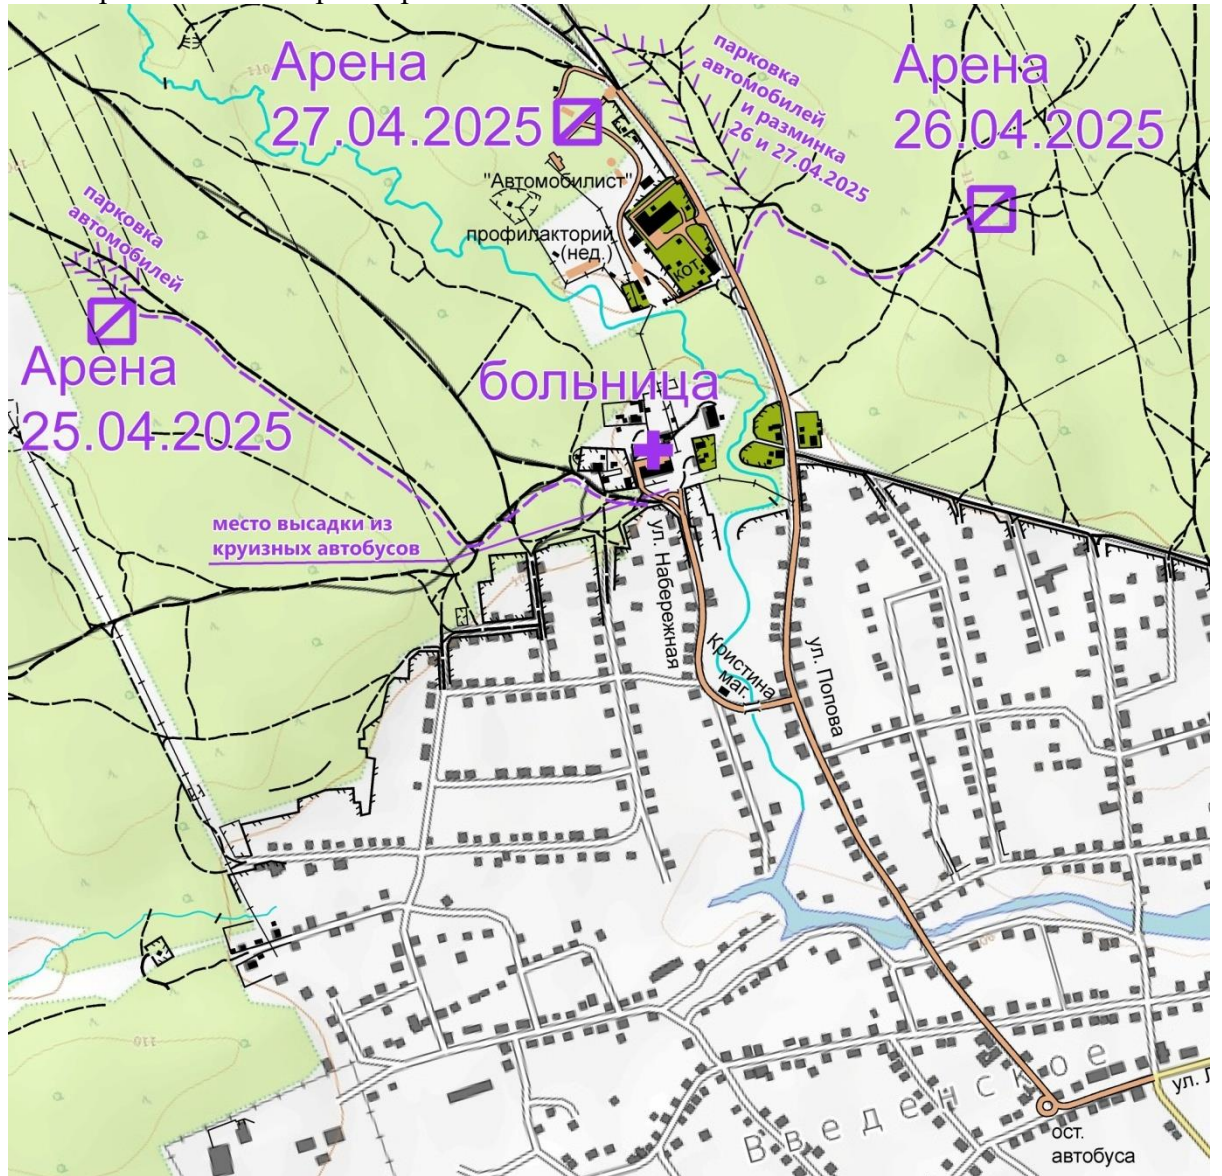 Арена
27.04.2025
парковка
автомобилей
и разминка
26 и 27.04.2025
Арена
26.04.2025
"Автомобилист"
профилакторий
(нед.)
кот.
парковка
автомобилей
Арена
25.04.2025
больница
место высадки из
круизных автобусов
ул. Набережная
Кристина
маг.
ул. Попова
110
Введенское
ул. Л
ост.
автобуса